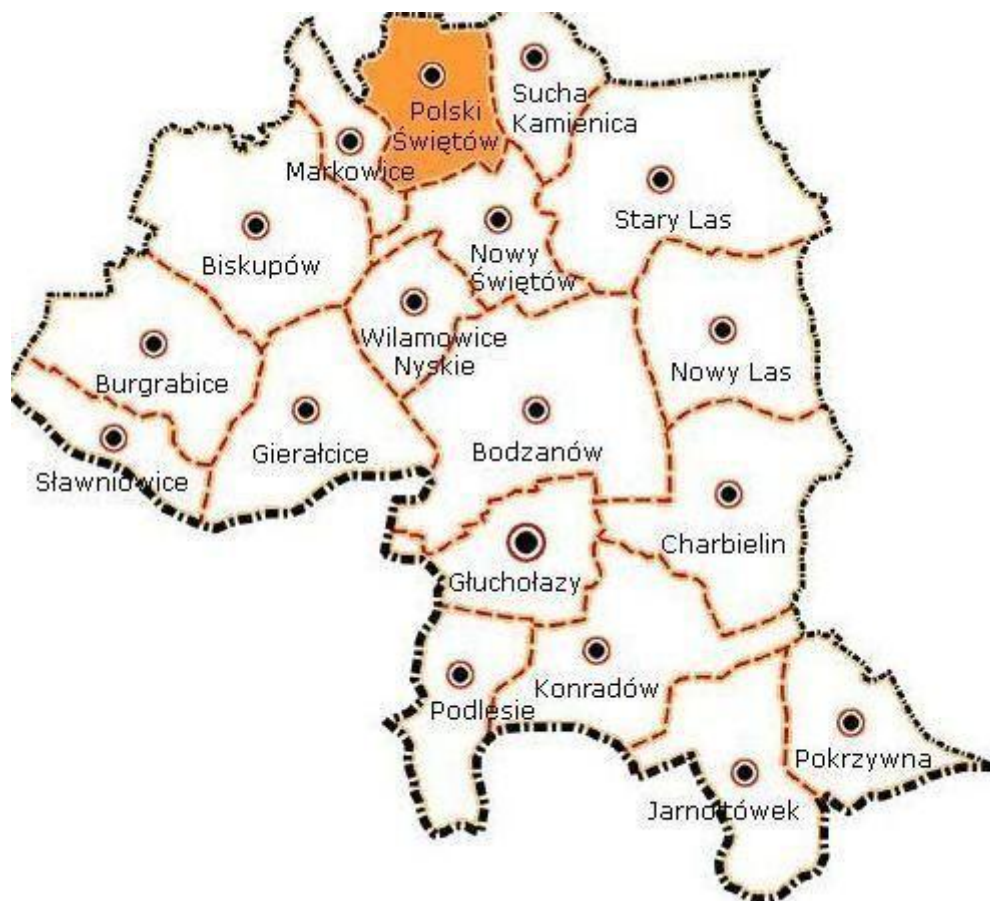 Polski
Świętów
Sucha
Kamienica
Markowice
Stary Las
Biskupów
Nowy
Świętów
Wilamowice
Nyskie
Nowy Las
Burgrabice
Gierałcice
Bodzanów
Sławniowice
Charbielin
Głuchołazy
Konradów
Podlesie
Pokrzywna
Jarnołtówek